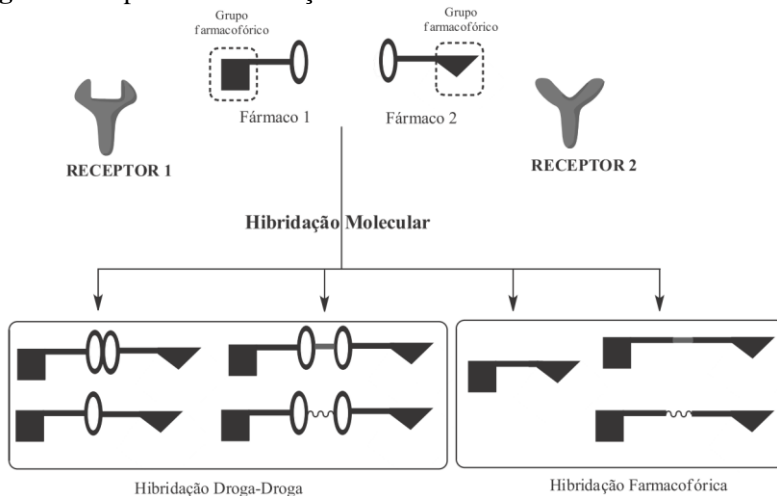 Grupo
farmacofórico
Grupo
farmacofórico
Fármaco 1
Fármaco 2
RECEPTOR 1
RECEPTOR 2
Hibridação Molecular
Hibridação Droga-Droga
Hibridação Farmacofórica